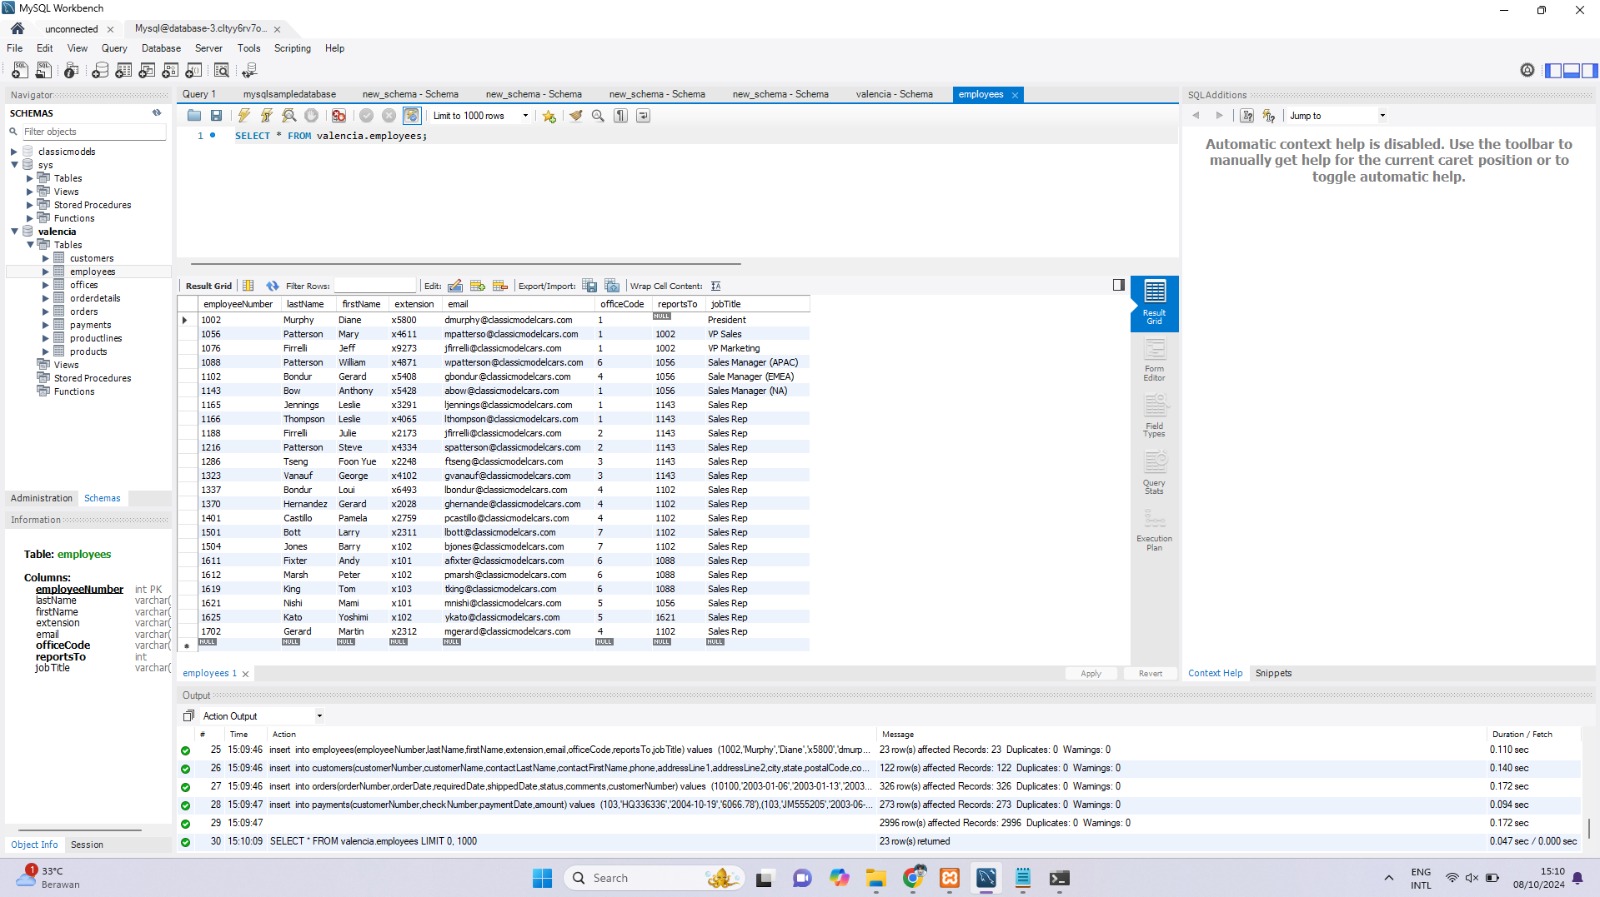 MySQL Workbench
unconnected
Mysql@database-3.cltyy6rv7o...
File Edit View Query Database Server Tools Scripting Help
Navigator
SCHEMAS
Filter objects
classicmodels
sys
Tables
Views
Stored Procedures
Functions
valencia
Tables
customers
employees
offices
orderdetails
orders
payments
productlines
products
Views
Stored Procedures
Functions
Administration Schemas
Information
Table: employees
Columns:
employeeNumber int PK
lastName varchar(
firstName varchar(
extension varchar(
email varchar(
officeCode varchar(
reportsTo int
jobTitle varchar(
Object Info Session
Query 1 mysqlsampledatabase new_schema - Schema new_schema - Schema new_schema - Schema new_schema - Schema valencia - Schema employees
Limit to 1000 rows
1 SELECT * FROM valencia.employees;
Result Grid Filter Rows: Edit: Export/Import: Wrap Cell Content:
employeeNumber lastName firstName extension email officeCode reportsTo jobTitle
1002 Murphy Diane x5800 dmurphy@classicmodelcars.com 1 NULL President
1056 Patterson Mary x4611 mpatterso@classicmodelcars.com 1 1002 VP Sales
1076 Firrelli Jeff x9273 jfirrelli@classicmodelcars.com 1 1002 VP Marketing
1088 Patterson William x4871 wpatterson@classicmodelcars.com 6 1056 Sales Manager (APAC)
1102 Bondur Gerard x5408 gbondur@classicmodelcars.com 4 1056 Sale Manager (EMEA)
1143 Bow Anthony x5428 abow@classicmodelcars.com 1 1056 Sales Manager (NA)
1165 Jennings Leslie x3291 ljennings@classicmodelcars.com 1 1143 Sales Rep
1166 Thompson Leslie x4065 lthompson@classicmodelcars.com 1 1143 Sales Rep
1188 Firrelli Julie x2173 jfirrelli@classicmodelcars.com 2 1143 Sales Rep
1216 Patterson Steve x4334 spatterson@classicmodelcars.com 2 1143 Sales Rep
1286 Tseng Foon Yue x2248 ftseng@classicmodelcars.com 3 1143 Sales Rep
1323 Vanauf George x4102 gvanauf@classicmodelcars.com 3 1143 Sales Rep
1337 Bondur Loui x6493 lbondur@classicmodelcars.com 4 1102 Sales Rep
1370 Hernandez Gerard x2028 ghernande@classicmodelcars.com 4 1102 Sales Rep
1401 Castillo Pamela x2759 pcastillo@classicmodelcars.com 4 1102 Sales Rep
1501 Bott Larry x2311 lbott@classicmodelcars.com 7 1102 Sales Rep
1504 Jones Barry x102 bjones@classicmodelcars.com 7 1102 Sales Rep
1611 Fixter Andy x101 afixter@classicmodelcars.com 6 1088 Sales Rep
1612 Marsh Peter x102 pmarsh@classicmodelcars.com 6 1088 Sales Rep
1619 King Tom x103 tking@classicmodelcars.com 6 1088 Sales Rep
1621 Nishi Mami x101 mnishi@classicmodelcars.com 5 1056 Sales Rep
1625 Kato Yoshimi x102 ykato@classicmodelcars.com 5 1621 Sales Rep
1702 Gerard Martin x2312 mgerard@classicmodelcars.com 4 1102 Sales Rep
NULL NULL NULL NULL NULL NULL NULL NULL
Result Grid
Form Editor
Field Types
Query Stats
Execution Plan
employees 1
Apply Revert
SQLAdditions
Jump to
Automatic context help is disabled. Use the toolbar to
manually get help for the current caret position or to
toggle automatic help.
Context Help Snippets
Output
Action Output
# Time Action Message Duration / Fetch
25 15:09:46 insert into employees(employeeNumber,lastName,firstName,extension,email,officeCode,reportsTo,jobTitle) values (1002,'Murphy','Diane','x5800','dmurp... 23 row(s) affected Records: 23 Duplicates: 0 Warnings: 0 0.110 sec
26 15:09:46 insert into customers(customerNumber,customerName,contactLastName,contactFirstName,phone,addressLine1,addressLine2,city,state,postalCode,co... 122 row(s) affected Records: 122 Duplicates: 0 Warnings: 0 0.140 sec
27 15:09:46 insert into orders(orderNumber,orderDate,requiredDate,shippedDate,status,comments,customerNumber) values (10100,'2003-01-06','2003-01-13','2003... 326 row(s) affected Records: 326 Duplicates: 0 Warnings: 0 0.172 sec
28 15:09:47 insert into payments(customerNumber,checkNumber,paymentDate,amount) values (103,'HQ336336','2004-10-19','6066.78'),(103,'JM555205','2003-06-... 273 row(s) affected Records: 273 Duplicates: 0 Warnings: 0 0.094 sec
29 15:09:47 2996 row(s) affected Records: 2996 Duplicates: 0 Warnings: 0 0.172 sec
30 15:10:09 SELECT * FROM valencia.employees LIMIT 0, 1000 23 row(s) returned 0.047 sec / 0.000 sec
1
33°C
Berawan
Search
ENG
INTL
15:10
08/10/2024